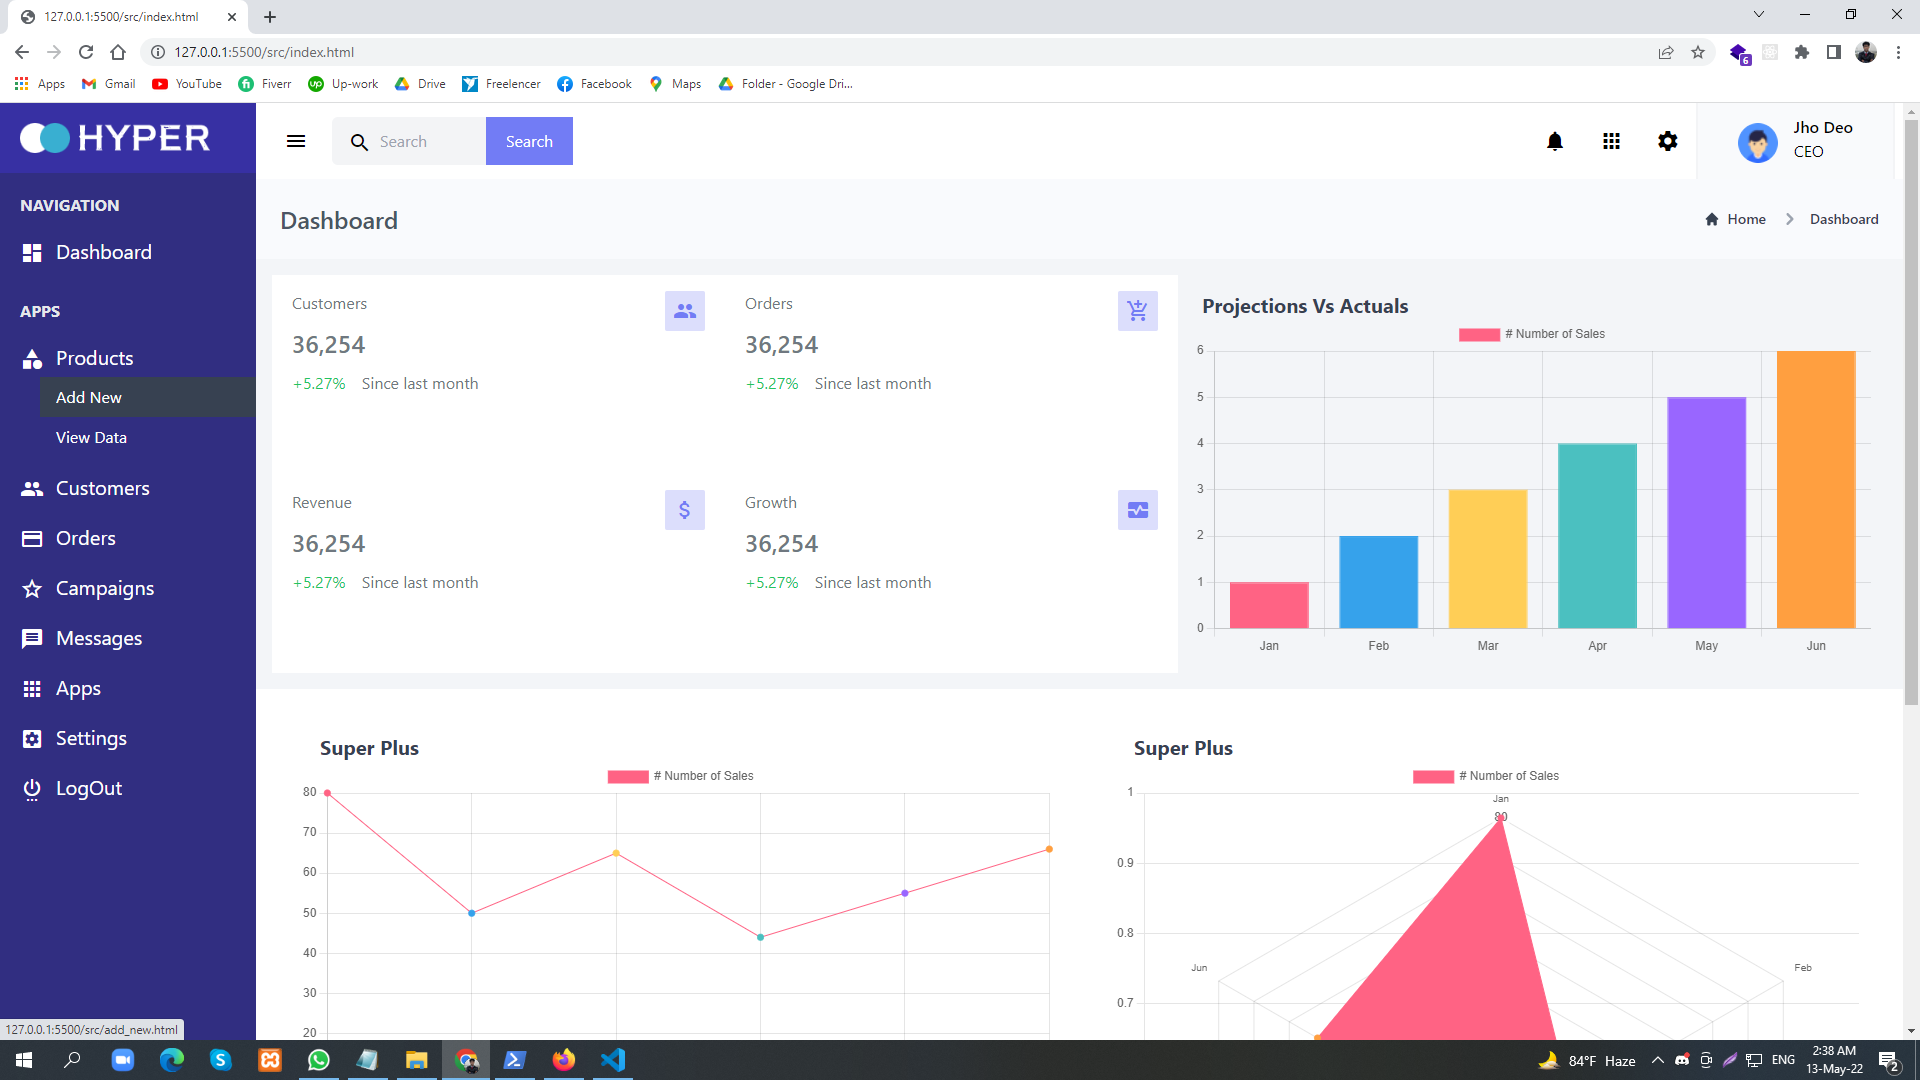 127.0.0.1:5500/src/index.html
127.0.0.1:5500/src/index.html
6
Apps
Gmail
YouTube
Fiverr
Up-work
Drive
Freelencer
Facebook
Maps
Folder - Google Dri...
HYPER
NAVIGATION
Dashboard
APPS
Products
Add New
View Data
Customers
Orders
Campaigns
Messages
Apps
Settings
LogOut
127.0.0.1:5500/src/add_new.html
Search
Search
Jho Deo
CEO
Dashboard
Home
Dashboard
Customers
36,254
+5.27% Since last month
Orders
36,254
+5.27% Since last month
Revenue
36,254
+5.27% Since last month
Growth
36,254
+5.27% Since last month
Projections Vs Actuals
# Number of Sales
6
5
4
3
2
1
0
Jan Feb Mar Apr May Jun
Super Plus
# Number of Sales
80
70
60
50
40
30
20
Super Plus
# Number of Sales
1
Jan
80
0.9
0.8
Jun
Feb
0.7
84°F Haze
ENG
2:38 AM
13-May-22
2